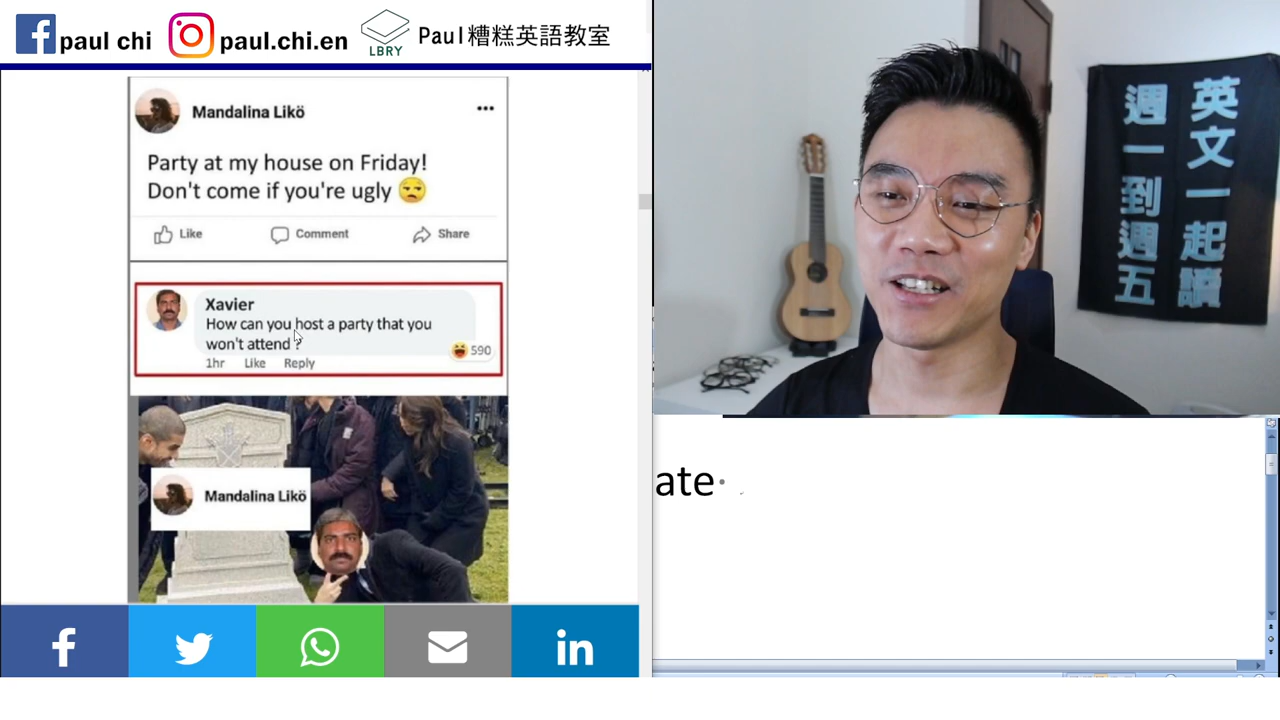 paul chi
paul.chi.en
LBRY
Paul糟糕英語教室
Mandalina Likö
Party at my house on Friday!
Don't come if you're ugly 😒
Like
Comment
Share
Xavier
How can you host a party that you
won't attend ?
590
1hr
Like
Reply
Mandalina Likö
英文一起讀
週一到週五
ate
in